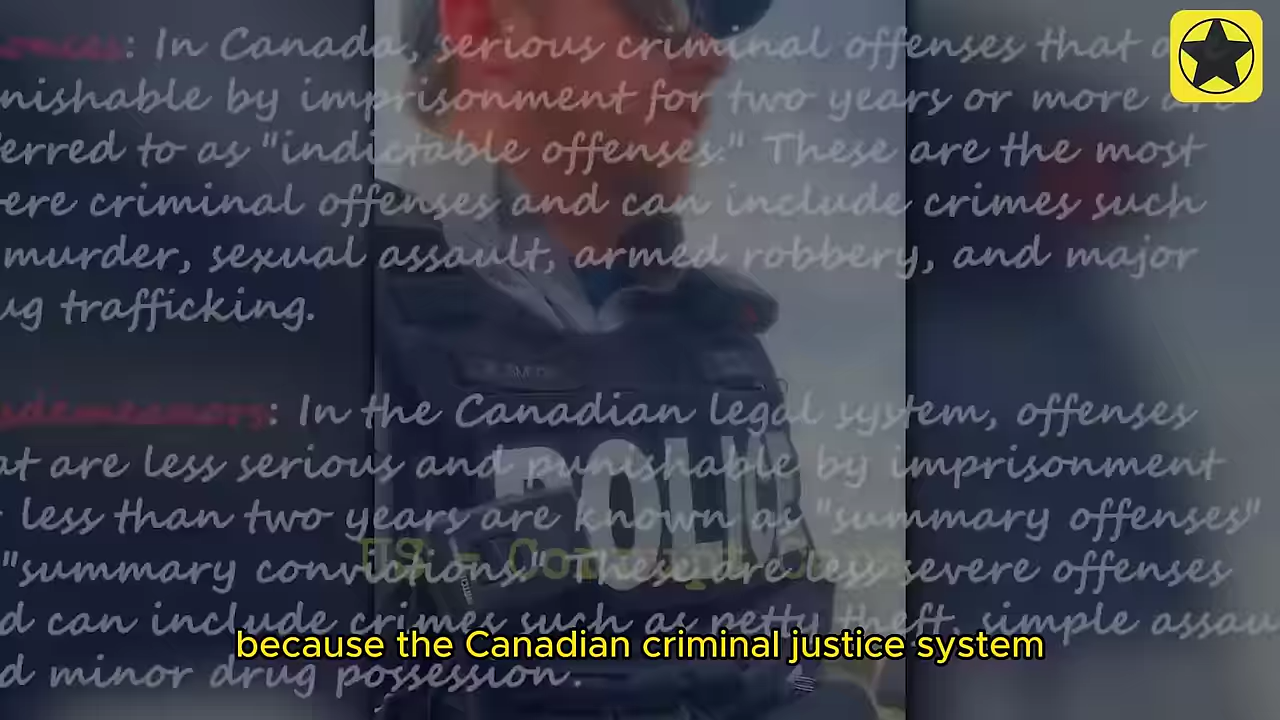 : In Canada, serious criminal offenses that
nishable by imprisonment for two years or more are
erred to as "indictable offenses." These are the most
ere criminal offenses and can include crimes such
murder, sexual assault, armed robbery, and major
ug trafficking.
sdemeanors: In the Canadian legal system, offenses
at are less serious and punishable by imprisonment
less than two years are known as "summary offenses"
"summary convictions." These are less severe offenses
d can include crimes such as petty theft, simple assau
d minor drug possession.
POLICE
because the Canadian criminal justice system